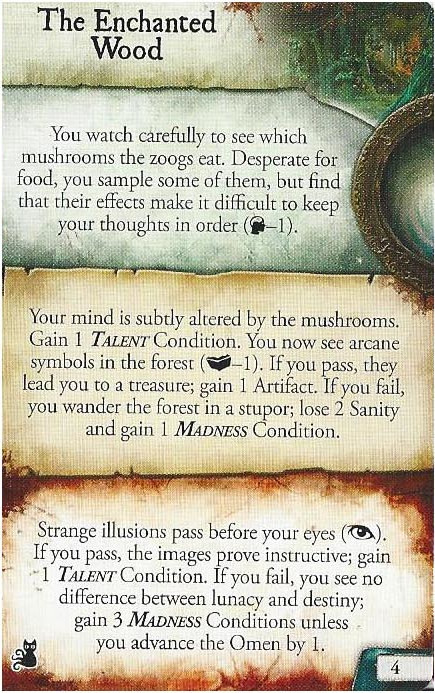 The Enchanted
Wood
You watch carefully to see which
mushrooms the zoogs eat. Desperate for
food, you sample some of them, but find
that their effects make it difficult to keep
your thoughts in order (–1).
Your mind is subtly altered by the mushrooms.
Gain 1 TALENT Condition. You now see arcane
symbols in the forest (–1). If you pass, they
lead you to a treasure; gain 1 Artifact. If you fail,
you wander the forest in a stupor; lose 2 Sanity
and gain 1 MADNESS Condition.
Strange illusions pass before your eyes ().
If you pass, the images prove instructive; gain
1 TALENT Condition. If you fail, you see no
difference between lunacy and destiny;
gain 3 MADNESS Conditions unless
you advance the Omen by 1.
4